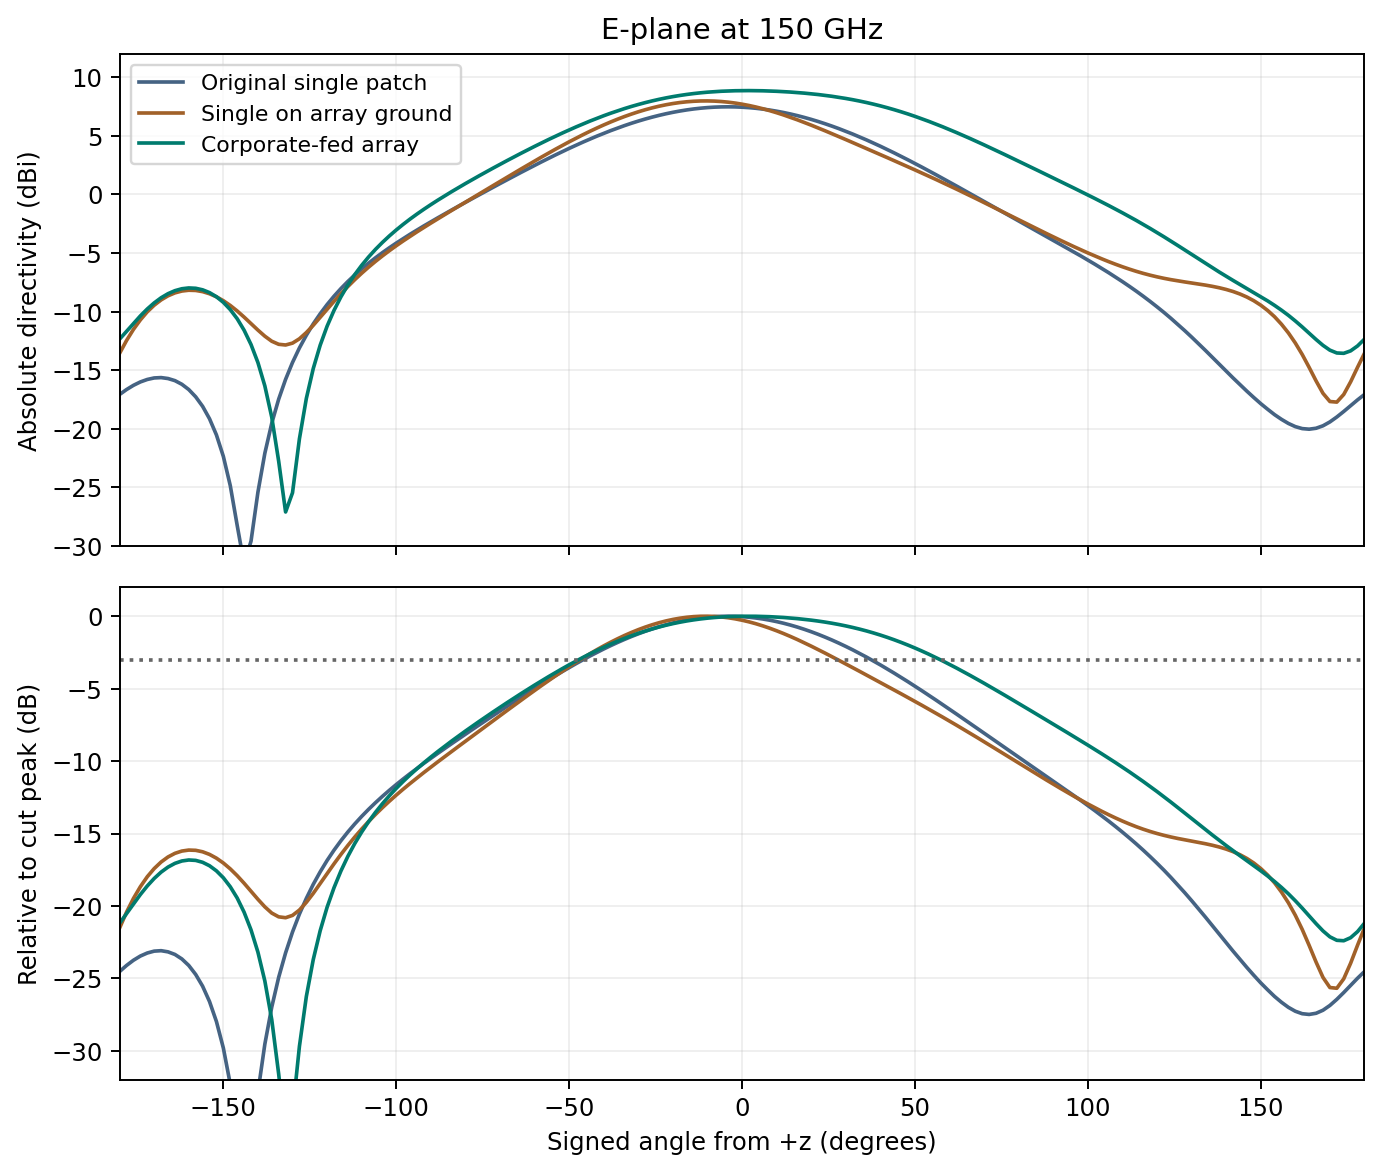 E-plane at 150 GHz
Absolute directivity (dBi)
10
5
0
−5
−10
−15
−20
−25
−30
Original single patch
Single on array ground
Corporate-fed array
Relative to cut peak (dB)
0
−5
−10
−15
−20
−25
−30
−150 −100 −50 0 50 100 150
Signed angle from +z (degrees)